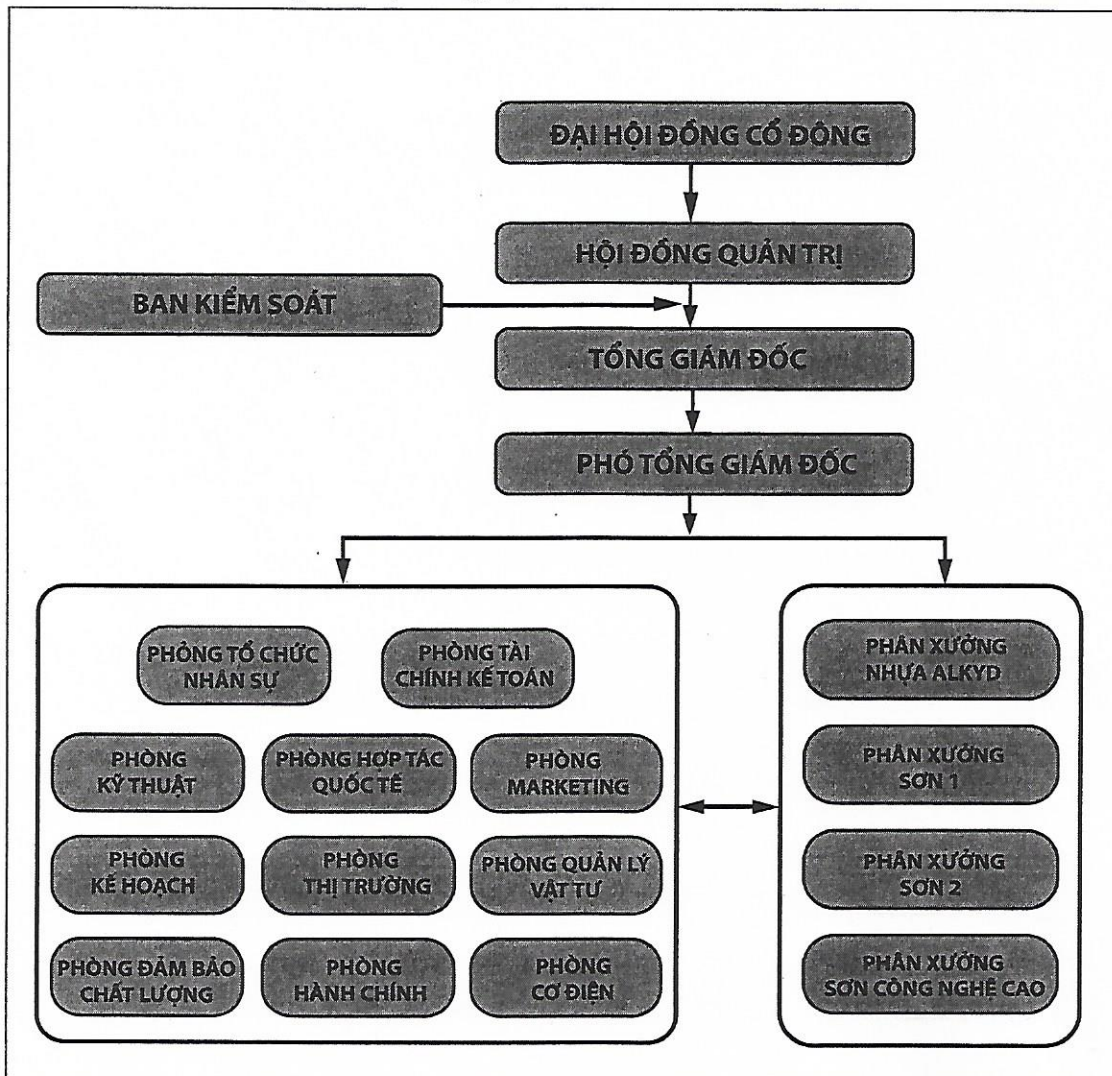 ĐẠI HỘI ĐỒNG CỔ ĐÔNG
HỘI ĐỒNG QUẢN TRỊ
BAN KIỂM SOÁT
TỔNG GIÁM ĐỐC
PHÓ TỔNG GIÁM ĐỐC
PHÒNG TỔ CHỨC
NHÂN SỰ
PHÒNG TÀI
CHÍNH KẾ TOÁN
PHÒNG
KỸ THUẬT
PHÒNG HỢP TÁC
QUỐC TẾ
PHÒNG
MARKETING
PHÒNG
KẾ HOẠCH
PHÒNG
THỊ TRƯỜNG
PHÒNG QUẢN LÝ
VẬT TƯ
PHÒNG ĐẢM BẢO
CHẤT LƯỢNG
PHÒNG
HÀNH CHÍNH
PHÒNG
CƠ ĐIỆN
PHÂN XƯỞNG
NHỰA ALKYD
PHÂN XƯỞNG
SƠN 1
PHÂN XƯỞNG
SƠN 2
PHÂN XƯỞNG
SƠN CÔNG NGHỆ CAO